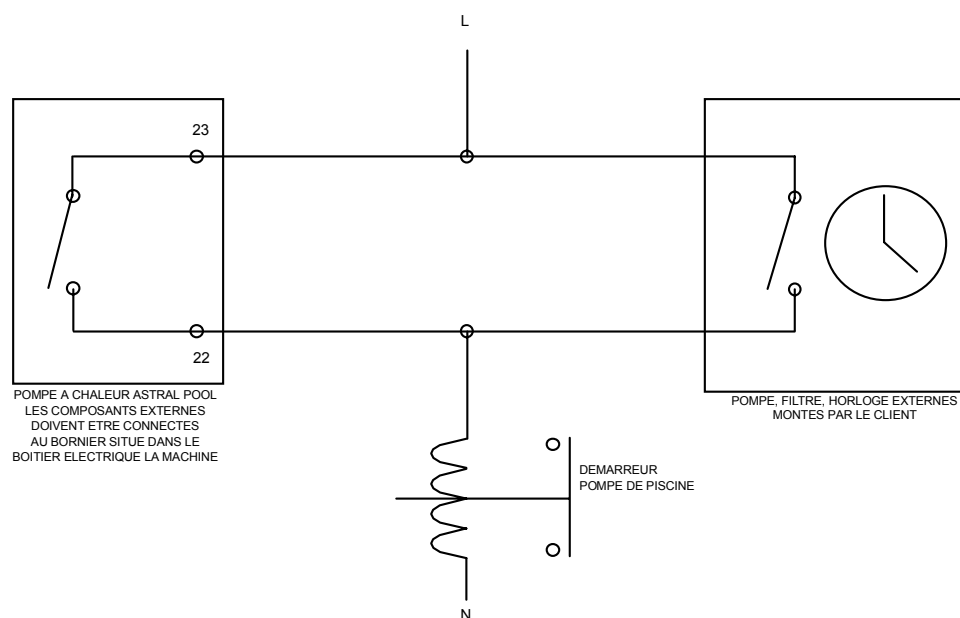 L
23
22
POMPE A CHALEUR ASTRAL POOL
LES COMPOSANTS EXTERNES
DOIVENT ETRE CONNECTES
AU BORNIER SITUE DANS LE
BOITIER ELECTRIQUE LA MACHINE
POMPE, FILTRE, HORLOGE EXTERNES
MONTES PAR LE CLIENT
DEMARREUR
POMPE DE PISCINE
N